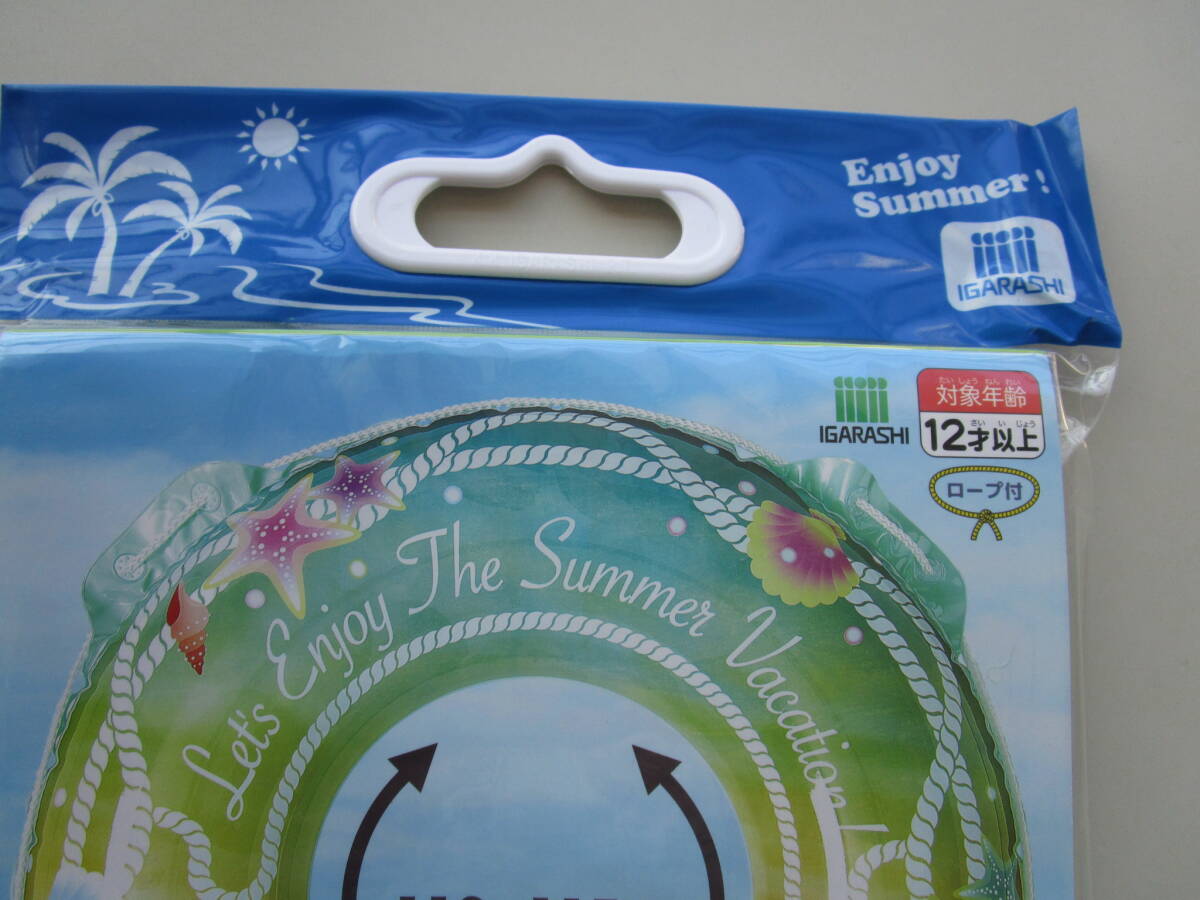 Enjoy
Summer!
IGARASHI
IGARASHI
たいしょうねんれい
対象年齢
さいいじょう
12才以上
ロープ付
Let's Enjoy The Summer Vacation!